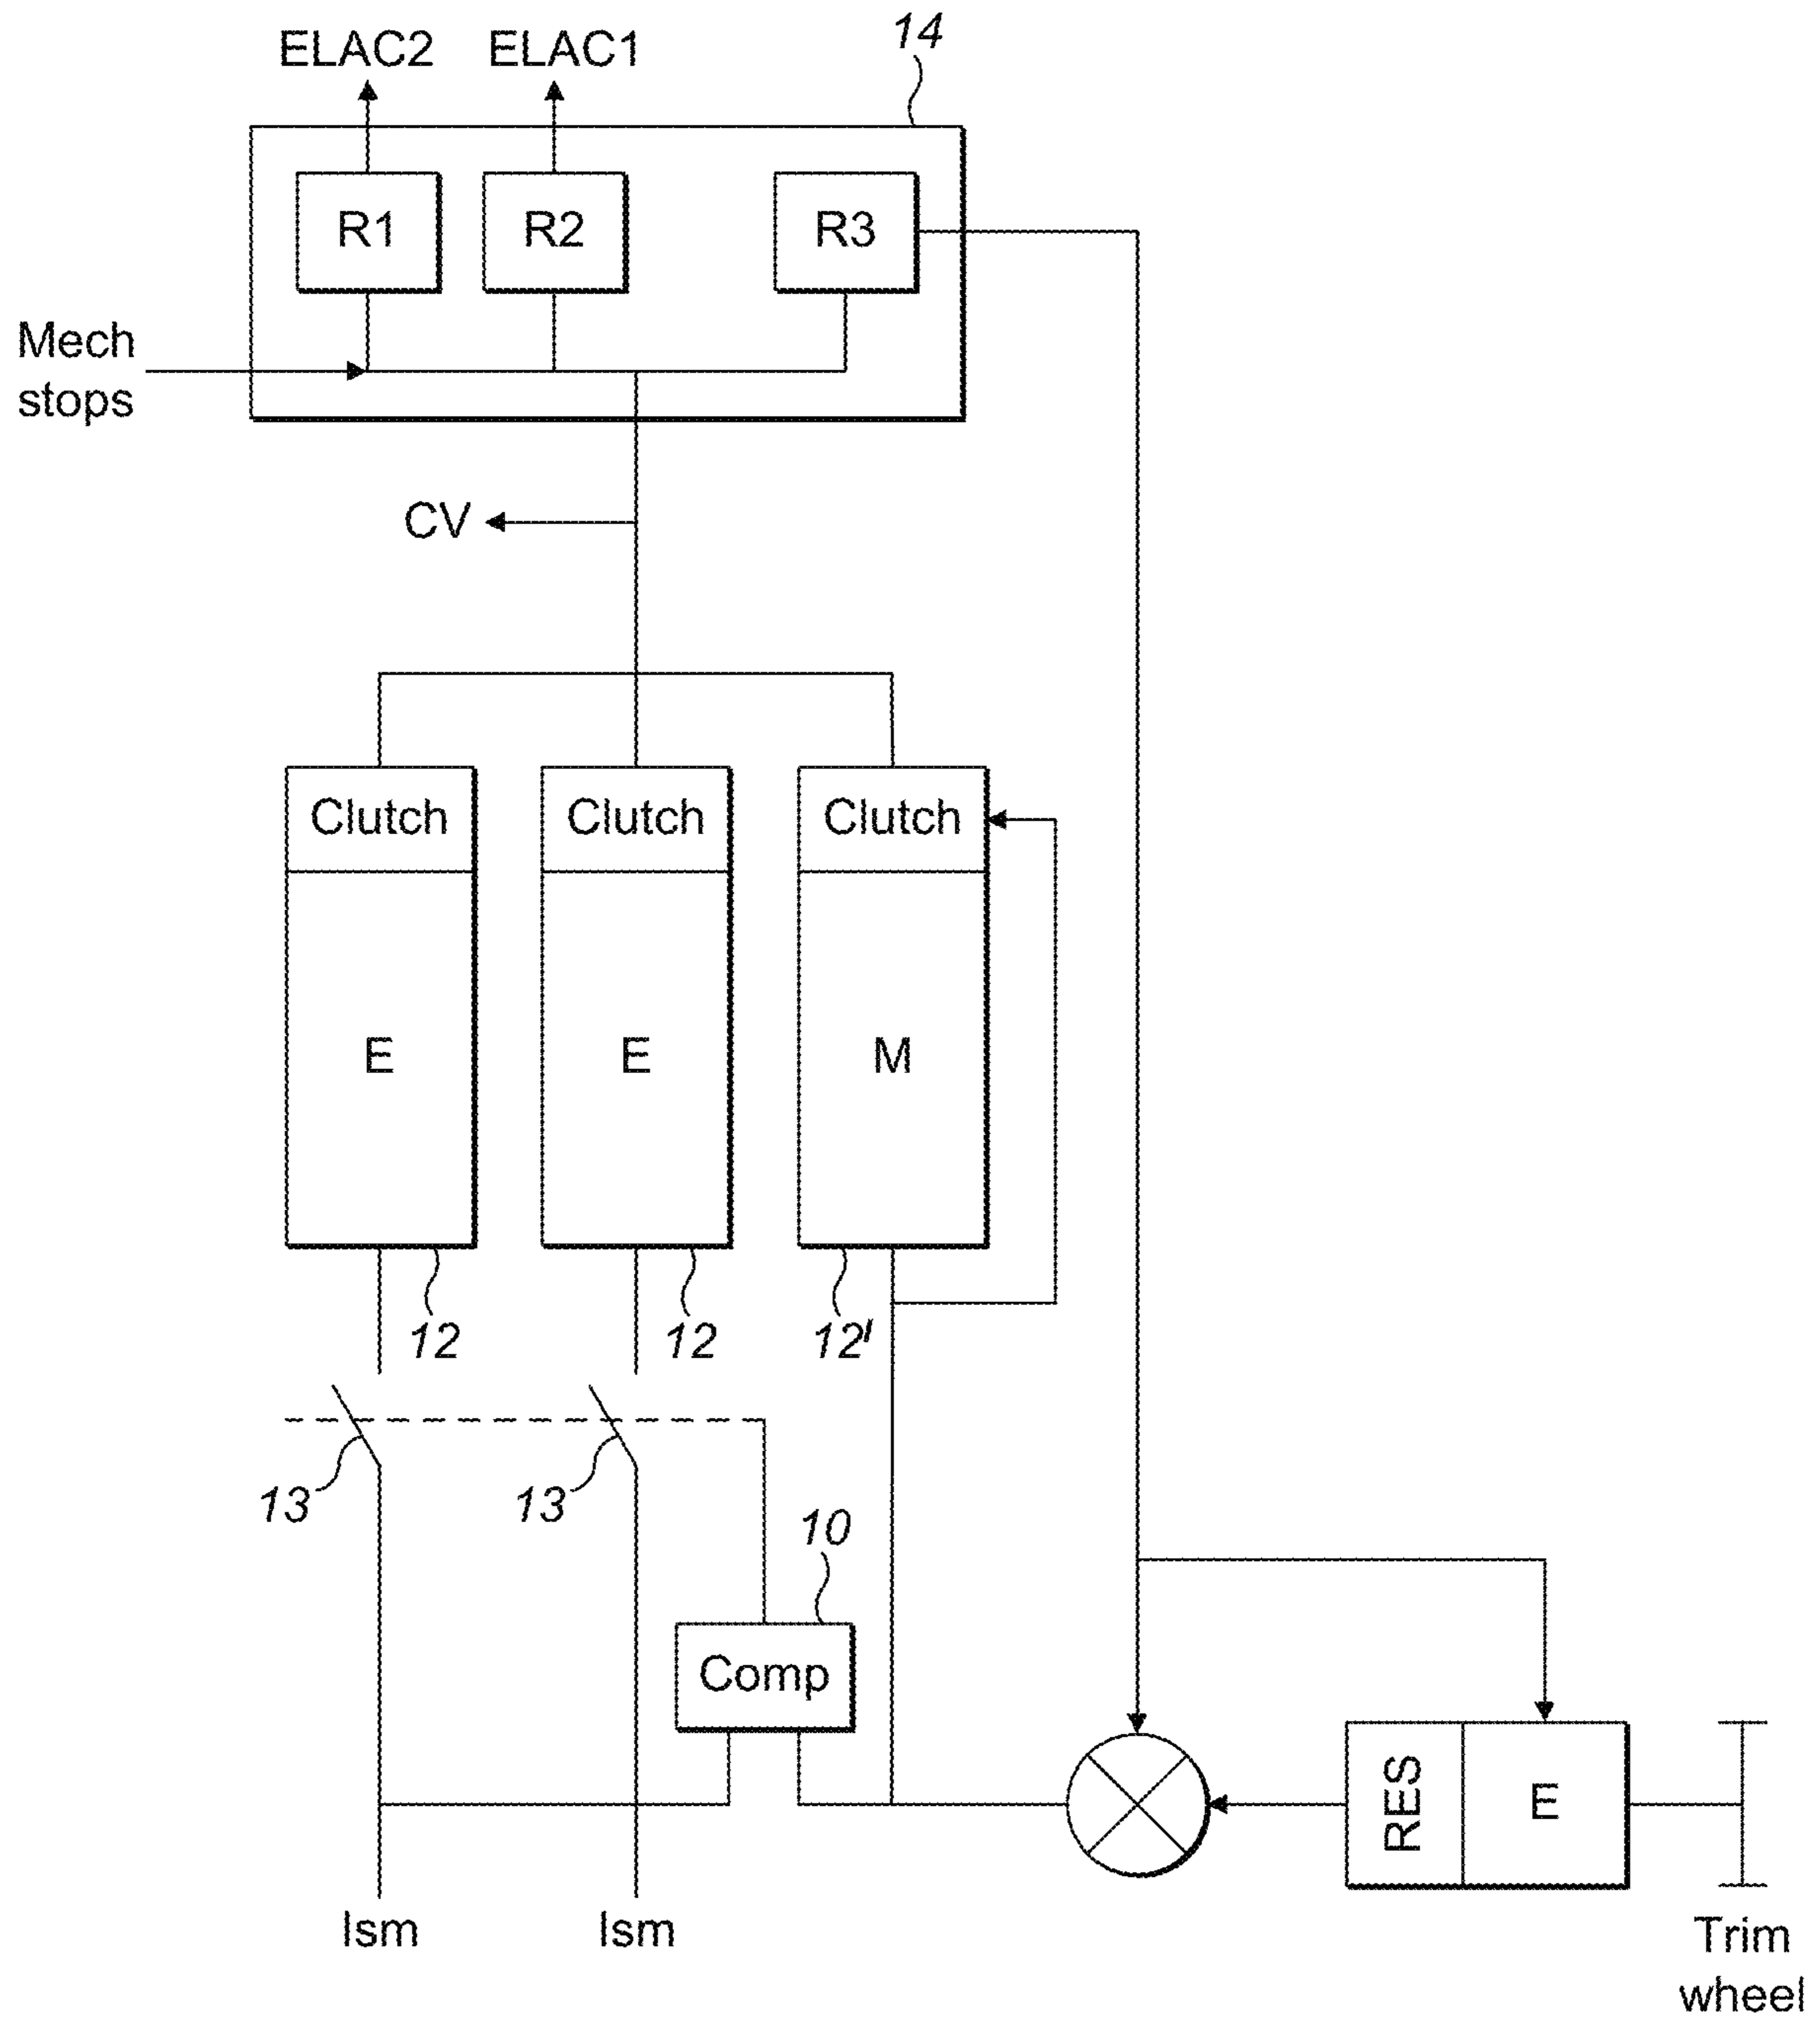 14
ELAC2 ELAC1
R1 R2 R3
Mech
stops
CV
Clutch Clutch Clutch
E E M
12 12 12'
13 13
10
Comp
RES E
Ism Ism
Trim
wheel